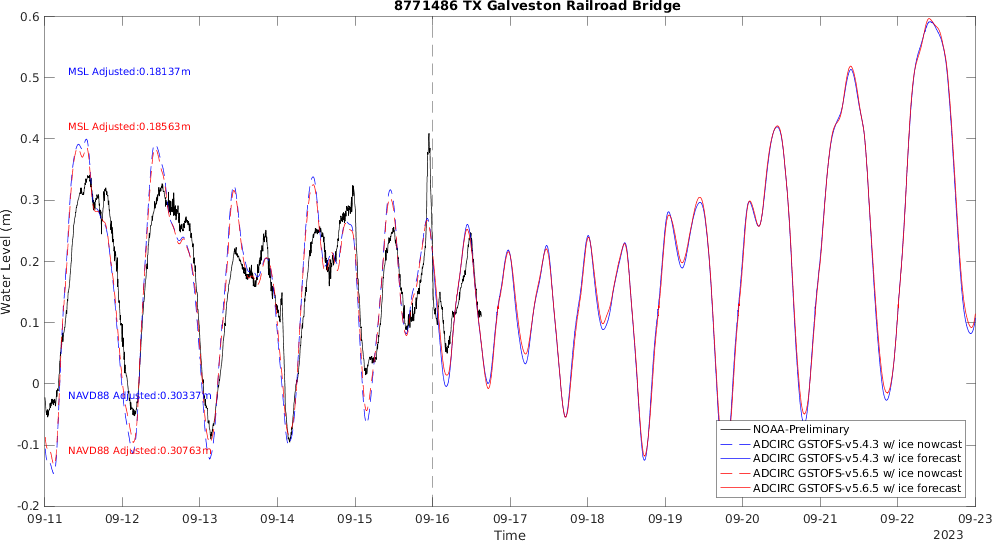 8771486 TX Galveston Railroad Bridge
0.6
0.5
0.4
0.3
0.2
0.1
0
-0.1
-0.2
Water Level (m)
MSL Adjusted:0.18137m
MSL Adjusted:0.18563m
NAVD88 Adjusted:0.30337m
NAVD88 Adjusted:0.30763m
NOAA-Preliminary
ADCIRC GSTOFS-v5.4.3 w/ ice nowcast
ADCIRC GSTOFS-v5.4.3 w/ ice forecast
ADCIRC GSTOFS-v5.6.5 w/ ice nowcast
ADCIRC GSTOFS-v5.6.5 w/ ice forecast
09-11 09-12 09-13 09-14 09-15 09-16 09-17 09-18 09-19 09-20 09-21 09-22 09-23
Time
2023